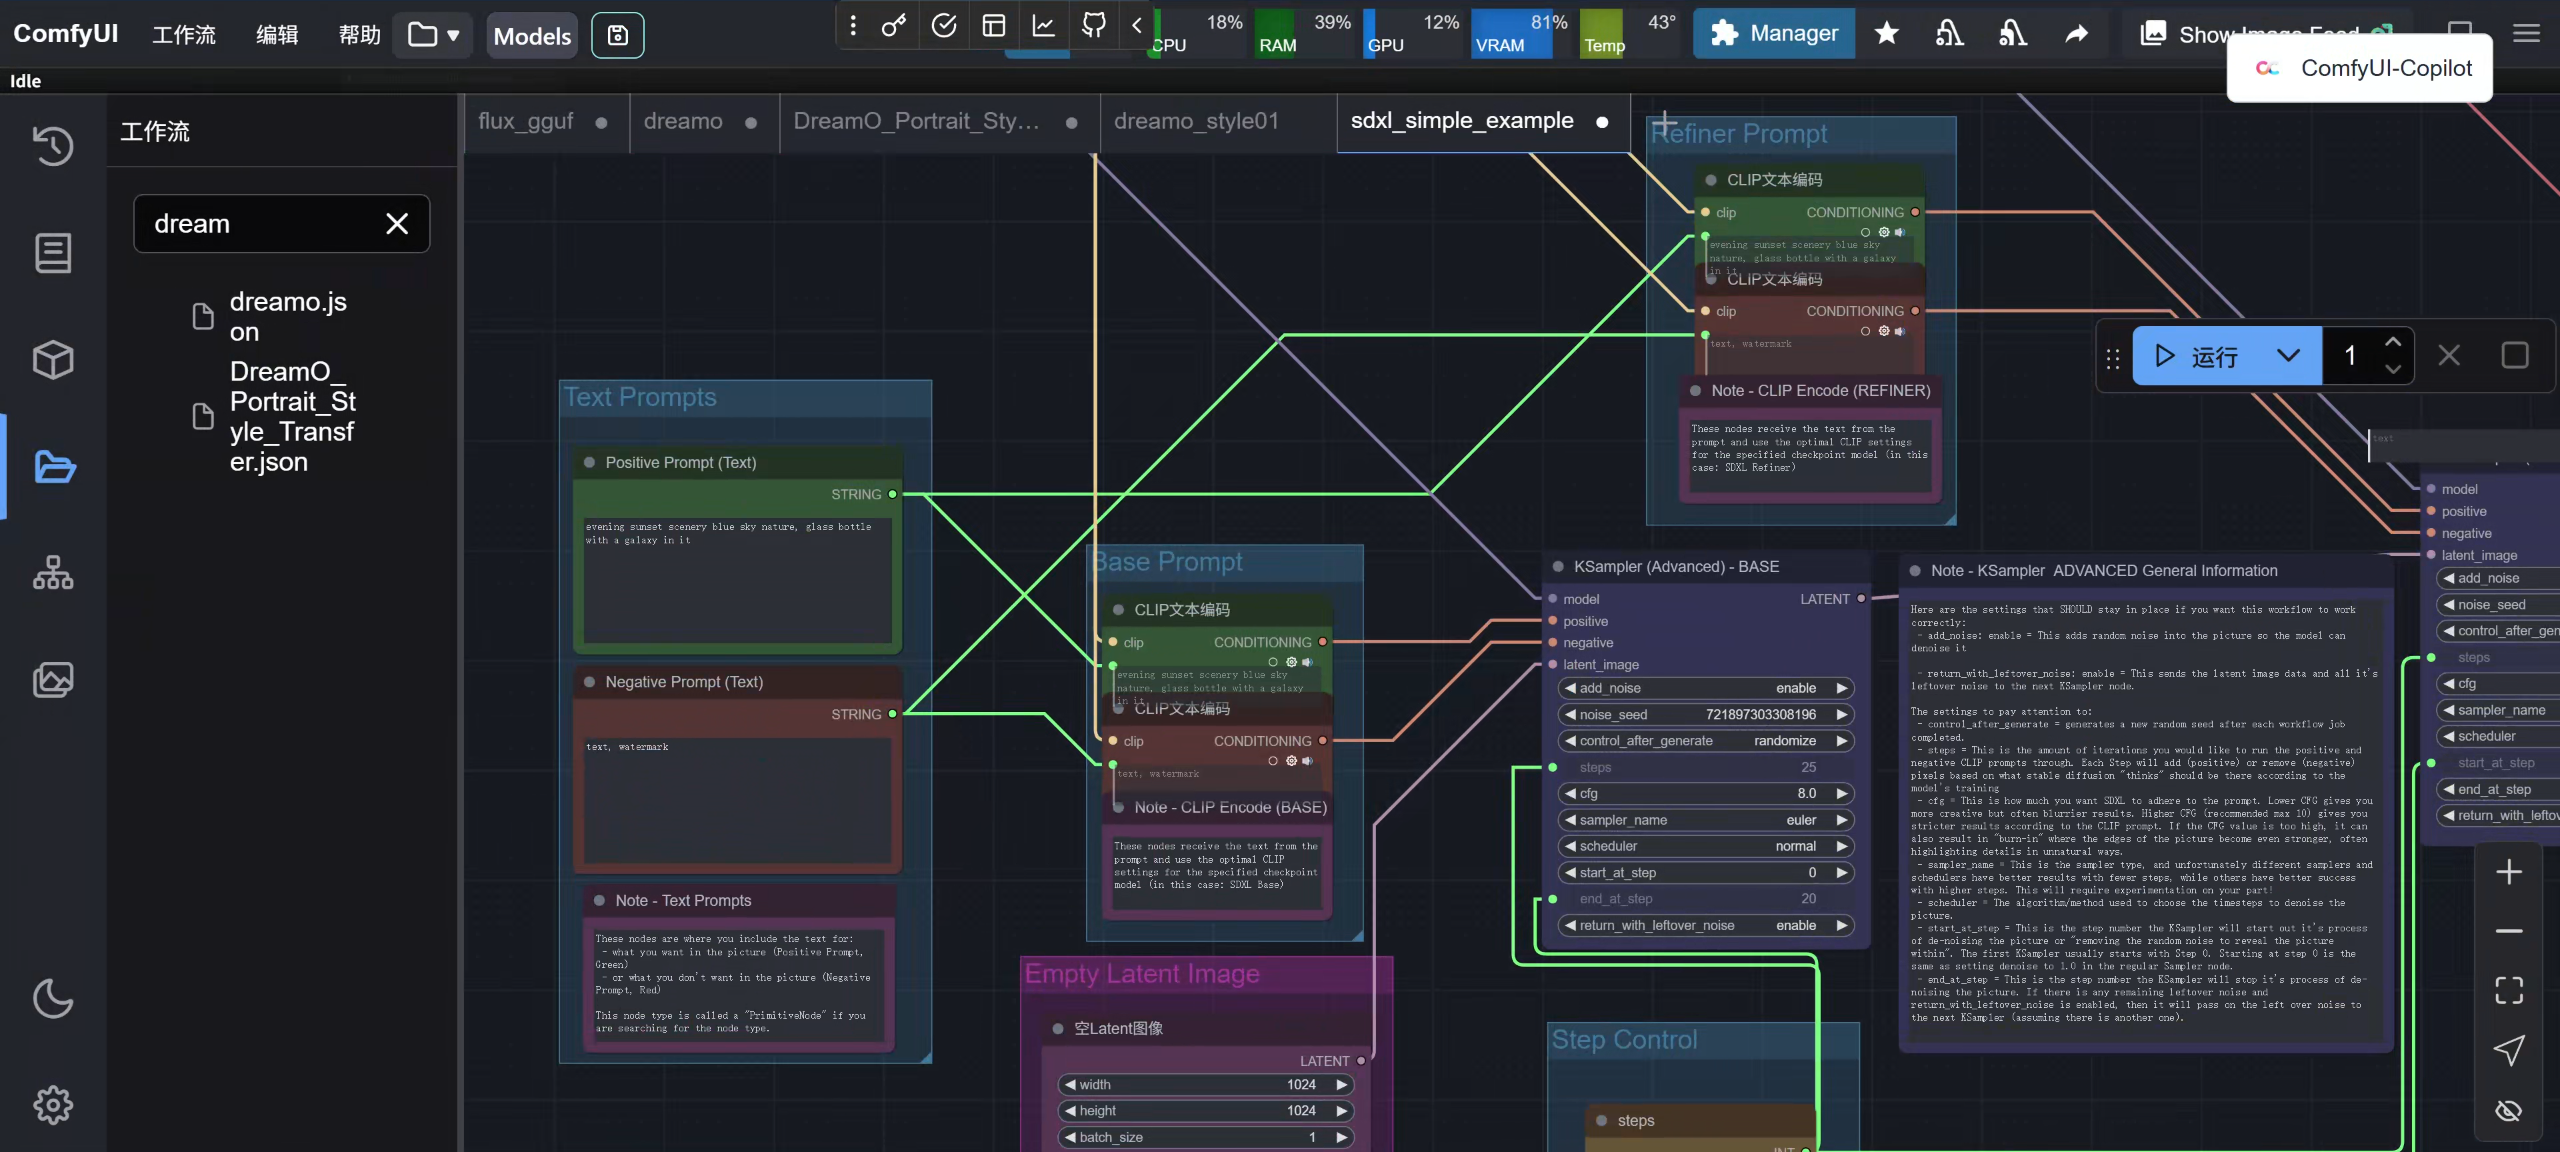 ComfyUI
工作流
编辑
帮助
Models
CPU
18%
RAM
39%
GPU
12%
VRAM
81%
Temp
43°
Manager
Show Image Feed
ComfyUI-Copilot
Idle
工作流
dream
dreamo.js
on
DreamO_
Portrait_St
yle_Transf
er.json
flux_gguf
dreamo
DreamO_Portrait_Sty...
dreamo_style01
sdxl_simple_example
运行
1
Text Prompts
Positive Prompt (Text)
STRING
evening sunset scenery blue sky nature, glass bottle
with a galaxy in it
Negative Prompt (Text)
STRING
text, watermark
Note - Text Prompts
These nodes are where you include the text for:
- what you want in the picture (Positive Prompt,
Green)
- or what you don't want in the picture (Negative
Prompt, Red)
This node type is called a "PrimitiveNode" if you
are searching for the node type.
Base Prompt
CLIP文本编码
clip
CONDITIONING
evening sunset scenery blue sky
nature, glass bottle with a galaxy
in it
CLIP文本编码
clip
CONDITIONING
text, watermark
Note - CLIP Encode (BASE)
These nodes receive the text from the
prompt and use the optimal CLIP
settings for the specified checkpoint
model (in this case: SDXL Base)
Empty Latent Image
空Latent图像
LATENT
width
1024
height
1024
batch_size
1
Refiner Prompt
CLIP文本编码
clip
CONDITIONING
evening sunset scenery blue sky
nature, glass bottle with a galaxy
in it
CLIP文本编码
clip
CONDITIONING
text, watermark
Note - CLIP Encode (REFINER)
These nodes receive the text from the
prompt and use the optimal CLIP settings
for the specified checkpoint model (in this
case: SDXL Refiner)
KSampler (Advanced) - BASE
model
LATENT
positive
negative
latent_image
add_noise
enable
noise_seed
721897303308196
control_after_generate
randomize
steps
25
cfg
8.0
sampler_name
euler
scheduler
normal
start_at_step
0
end_at_step
20
return_with_leftover_noise
enable
Step Control
steps
INT
Note - KSampler ADVANCED General Information
Here are the settings that SHOULD stay in place if you want this workflow to work
correctly:
- add_noise: enable = This adds random noise into the picture so the model can
denoise it
- return_with_leftover_noise: enable = This sends the latent image data and all it's
leftover noise to the next KSampler node.
The settings to pay attention to:
- control_after_generate = generates a new random seed after each workflow job
completed.
- steps = This is the amount of iterations you would like to run the positive and
negative CLIP prompts through. Each Step will add (positive) or remove (negative)
pixels based on what stable diffusion "thinks" should be there according to the
model's training
- cfg = This is how much you want SDXL to adhere to the prompt. Lower CFG gives you
more creative but often blurrier results. Higher CFG (recommended max 10) gives you
stricter results according to the CLIP prompt. If the CFG value is too high, it can
also result in "burn-in" where the edges of the picture become even stronger, often
highlighting details in unnatural ways.
- sampler_name = This is the sampler type, and unfortunately different samplers and
schedulers have better results with fewer steps, while others have better success
with higher steps. This will require experimentation on your part!
- scheduler = The algorithm/method used to choose the timesteps to denoise the
picture.
- start_at_step = This is the step number the KSampler will start out it's process
of de-noising the picture or "removing the random noise to reveal the picture
within". The first KSampler usually starts with Step 0. Starting at step 0 is the
same as setting denoise to 1.0 in the regular Sampler node.
- end_at_step = This is the step number the KSampler will stop it's process of de-
noising the picture. If there is any remaining leftover noise and
return_with_leftover_noise is enabled, then it will pass on the left over noise to
the next KSampler (assuming there is another one).
text
model
positive
negative
latent_image
add_noise
noise_seed
control_after_gen
steps
cfg
sampler_name
scheduler
start_at_step
end_at_step
return_with_leftov